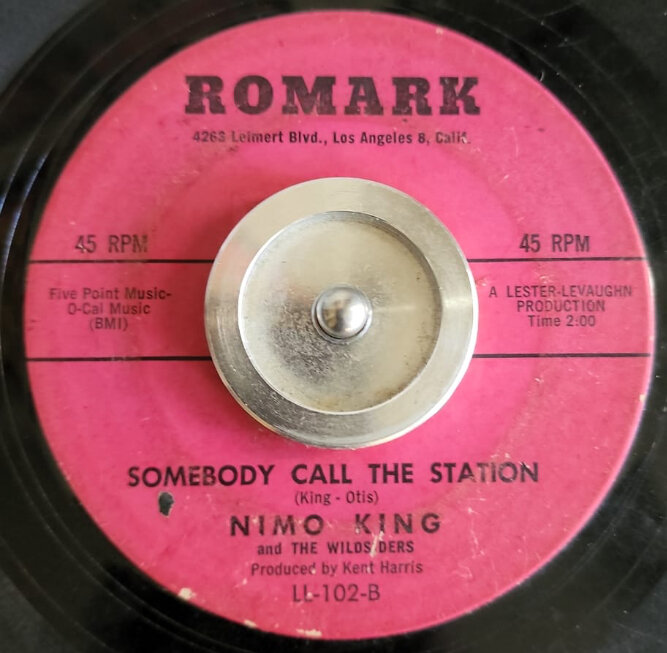 ROMARK
4263 Leimert Blvd., Los Angeles 8, Calif.
45 RPM
45 RPM
Five Point Music-
O-Cal Music
(BMI)
A LESTER-LEVAUGHN
PRODUCTION
Time 2:00
SOMEBODY CALL THE STATION
(King - Otis)
NIMO KING
and THE WILDSIDERS
Produced by Kent Harris
LL-102-B